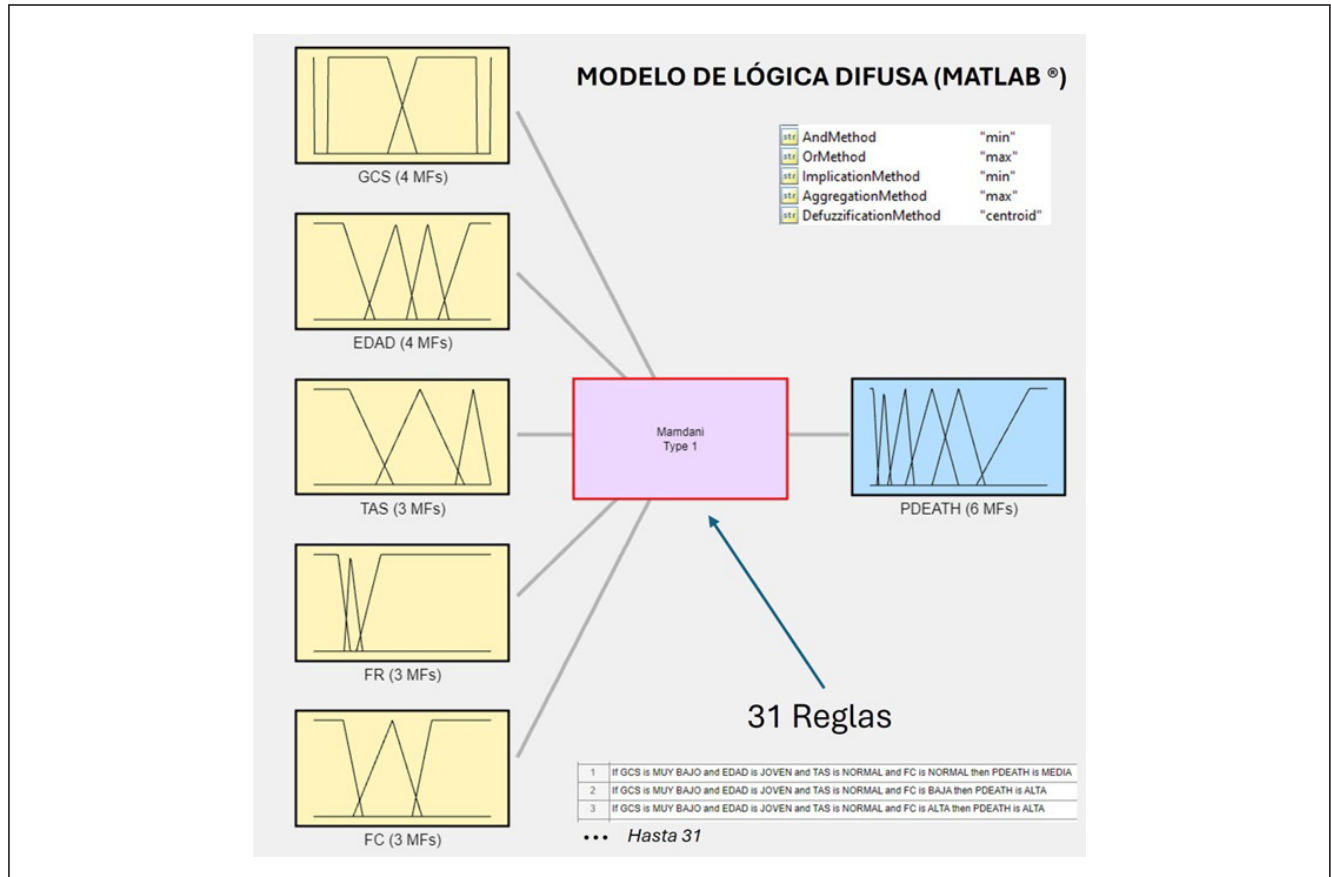 MODELO DE LÓGICA DIFUSA (MATLAB ®)
str AndMethod "min"
str OrMethod "max"
str ImplicationMethod "min"
str AggregationMethod "max"
str DefuzzificationMethod "centroid"
GCS (4 MFs)
EDAD (4 MFs)
TAS (3 MFs)
FR (3 MFs)
FC (3 MFs)
Mamdani
Type 1
PDEATH (6 MFs)
31 Reglas
1 If GCS is MUY BAJO and EDAD is JOVEN and TAS is NORMAL and FC is NORMAL then PDEATH is MEDIA
2 If GCS is MUY BAJO and EDAD is JOVEN and TAS is NORMAL and FC is BAJA then PDEATH is ALTA
3 If GCS is MUY BAJO and EDAD is JOVEN and TAS is NORMAL and FC is ALTA then PDEATH is ALTA
••• Hasta 31